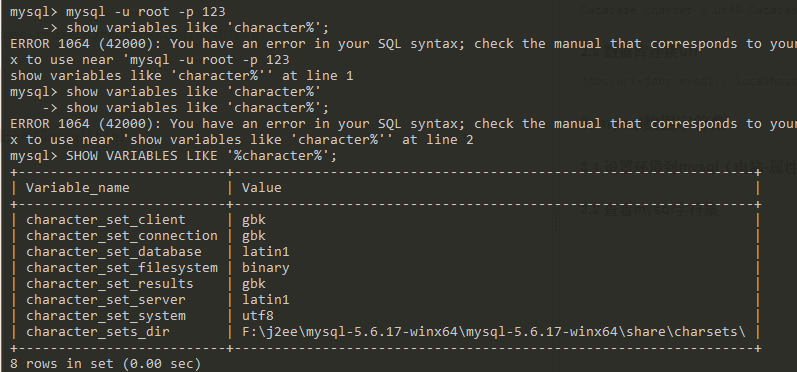 mysql> mysql -u root -p 123
    -> show variables like 'character%';
ERROR 1064 (42000): You have an error in your SQL syntax; check the manual that corresponds to your
x to use near 'mysql -u root -p 123
show variables like 'character%'' at line 1
mysql> show variables like 'character%'
    -> show variables like 'character%';
ERROR 1064 (42000): You have an error in your SQL syntax; check the manual that corresponds to your
x to use near 'show variables like 'character%'' at line 2
mysql> SHOW VARIABLES LIKE '%character%';
+--------------------------+----------------------------------------------------------------+
| Variable_name            | Value                                                          |
+--------------------------+----------------------------------------------------------------+
| character_set_client     | gbk                                                            |
| character_set_connection | gbk                                                            |
| character_set_database   | latin1                                                         |
| character_set_filesystem | binary                                                         |
| character_set_results    | gbk                                                            |
| character_set_server     | latin1                                                         |
| character_set_system     | utf8                                                           |
| character_sets_dir       | F:\j2ee\mysql-5.6.17-winx64\mysql-5.6.17-winx64\share\charsets\ |
+--------------------------+----------------------------------------------------------------+
8 rows in set (0.00 sec)